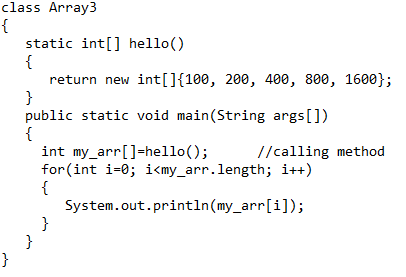 class Array3
{
   static int[] hello()
   {
      return new int[]{100, 200, 400, 800, 1600};
   }
   public static void main(String args[])
   {
     int my_arr[]=hello();      //calling method
     for(int i=0; i<my_arr.length; i++)
     {
        System.out.println(my_arr[i]);
     }
   }
}